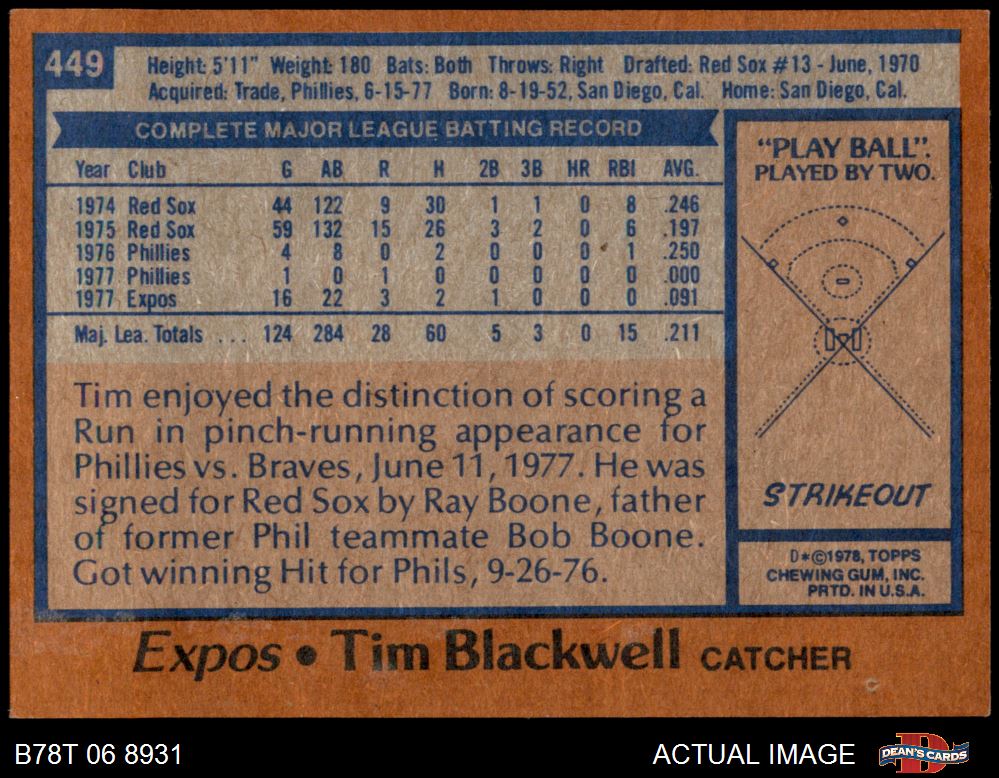 449
Height: 5'11" Weight: 180 Bats: Both Throws: Right Drafted: Red Sox #13 - June, 1970
Acquired: Trade, Phillies, 6-15-77 Born: 8-19-52, San Diego, Cal. Home: San Diego, Cal.
COMPLETE MAJOR LEAGUE BATTING RECORD
Year Club G AB R H 2B 3B HR RBI AVG.
1974 Red Sox 44 122 9 30 1 1 0 8 .246
1975 Red Sox 59 132 15 26 3 2 0 6 .197
1976 Phillies 4 8 0 2 0 0 0 1 .250
1977 Phillies 1 0 1 0 0 0 0 0 .000
1977 Expos 16 22 3 2 1 0 0 0 .091
Maj. Lea. Totals ... 124 284 28 60 5 3 0 15 .211
Tim enjoyed the distinction of scoring a
Run in pinch-running appearance for
Phillies vs. Braves, June 11, 1977. He was
signed for Red Sox by Ray Boone, father
of former Phil teammate Bob Boone.
Got winning Hit for Phils, 9-26-76.
"PLAY BALL".
PLAYED BY TWO.
STRIKEOUT
D*©1978, TOPPS
CHEWING GUM, INC.
PRTD. IN U.S.A.
Expos • Tim Blackwell CATCHER
B78T 06 8931
ACTUAL IMAGE
DEAN'S CARDS